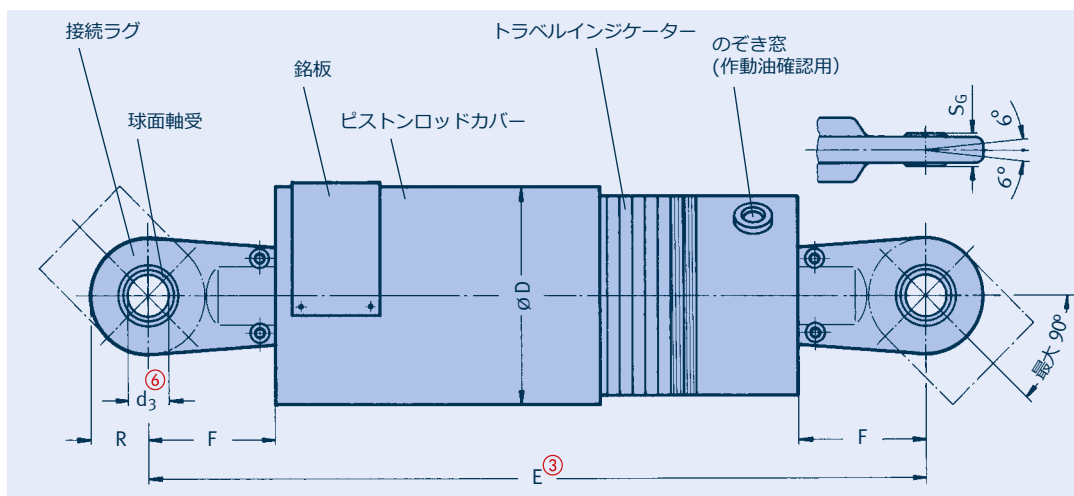 接続ラグ
トラベルインジケーター
のぞき窓
(作動油確認用)
銘板
球面軸受
ピストンロッドカバー
SG
6°
6°
Ø D
最大 90°
⑥
d3
R
F
F
E③